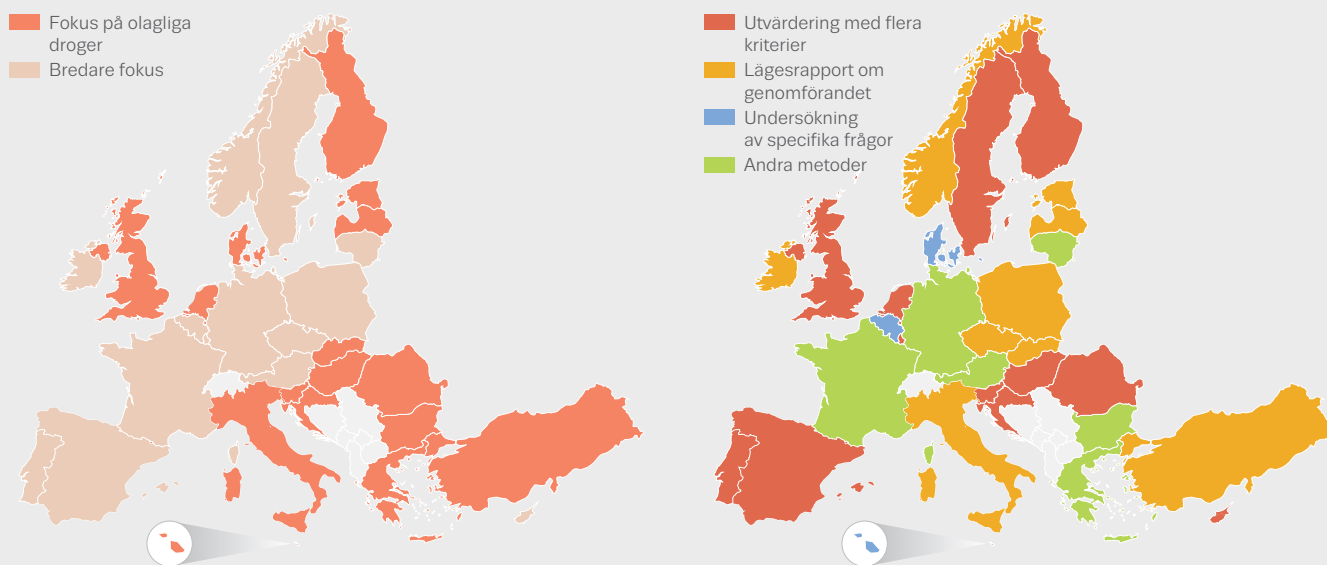 Fokus på olagliga
droger
Bredare fokus
Utvärdering med flera
kriterier
Lägesrapport om
genomförandet
Undersökning
av specifika frågor
Andra metoder